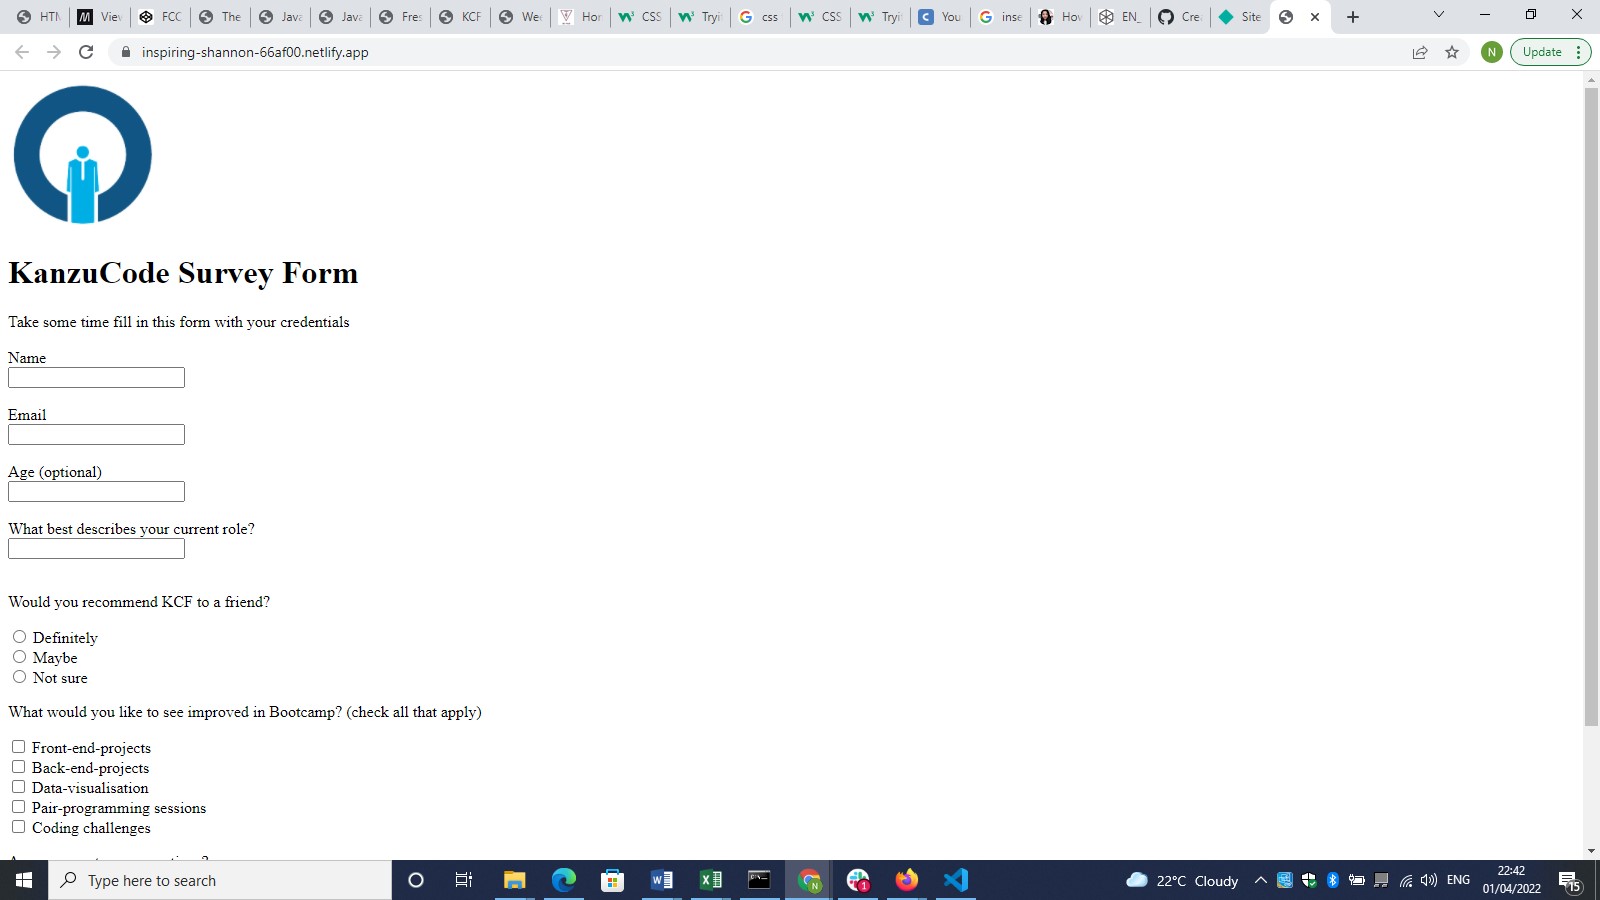 HTM View FCC The Java Java Fres KCF Wee Hor CSS Tryi css CSS Tryi You inse How EN_ Crea Site
inspiring-shannon-66af00.netlify.app N Update
KanzuCode Survey Form
Take some time fill in this form with your credentials
Name
Email
Age (optional)
What best describes your current role?
Would you recommend KCF to a friend?
Definitely
Maybe
Not sure
What would you like to see improved in Bootcamp? (check all that apply)
Front-end-projects
Back-end-projects
Data-visualisation
Pair-programming sessions
Coding challenges
Type here to search
22°C Cloudy
ENG
22:42
01/04/2022
15